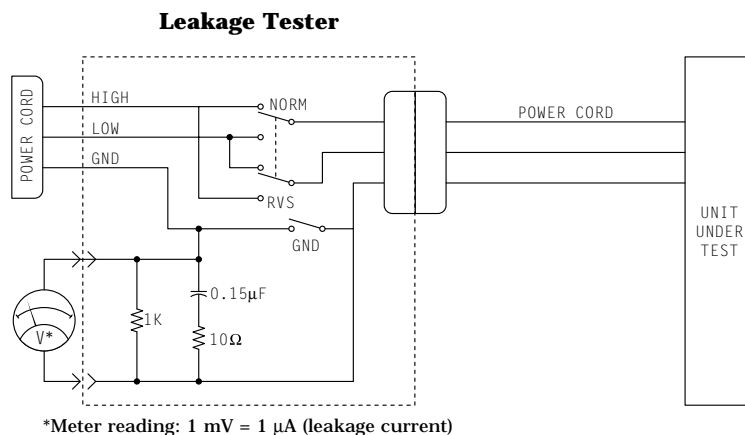 Leakage Tester
POWER CORD
HIGH
LOW
GND
NORM
RVS
GND
0.15µF
1K
10Ω
V*
POWER CORD
UNIT
UNDER
TEST
*Meter reading: 1 mV = 1 µA (leakage current)